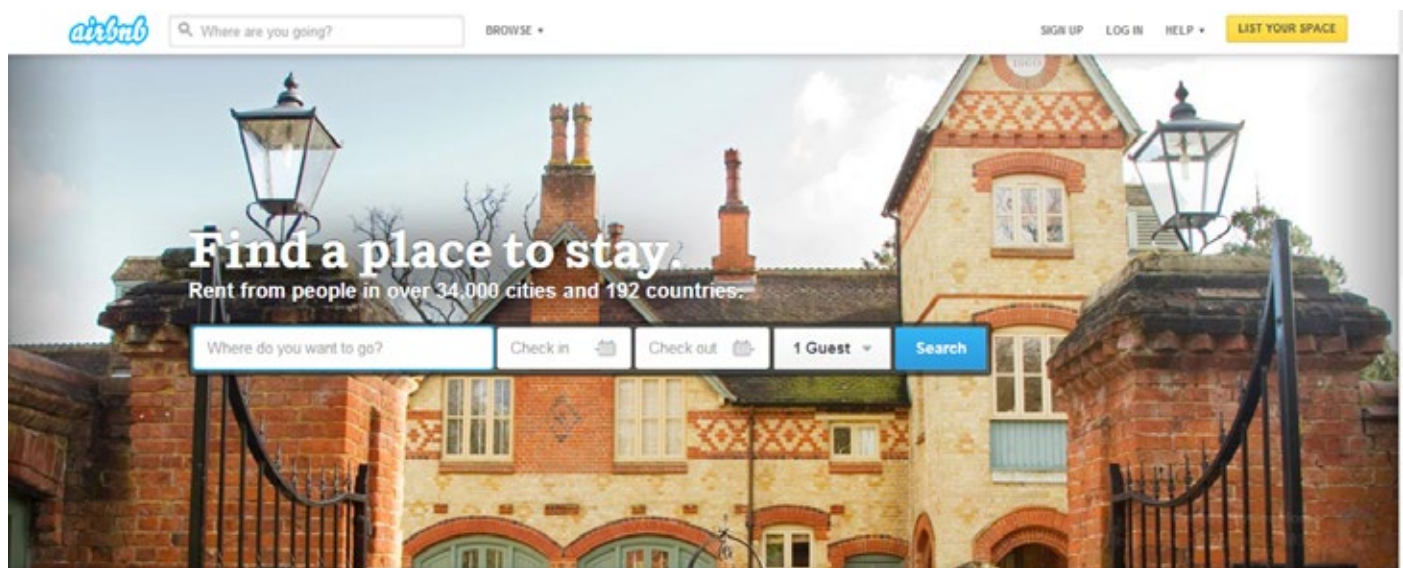 airbnb
Where are you going?
BROWSE
SIGN UP
LOG IN
HELP
LIST YOUR SPACE
1860
Find a place to stay.
Rent from people in over 34,000 cities and 192 countries.
Where do you want to go?
Check in
Check out
1 Guest
Search